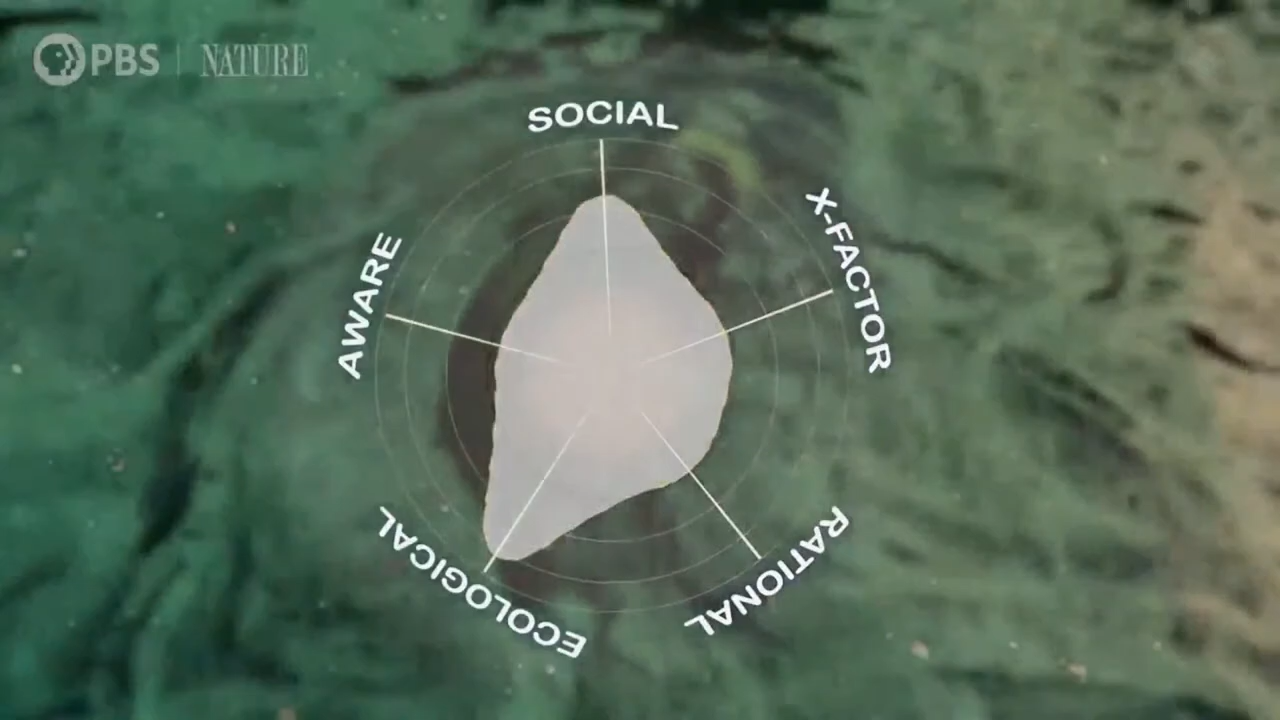 PBS | NATURE
SOCIAL
X-FACTOR
AWARE
ECOLOGICAL
RATIONAL